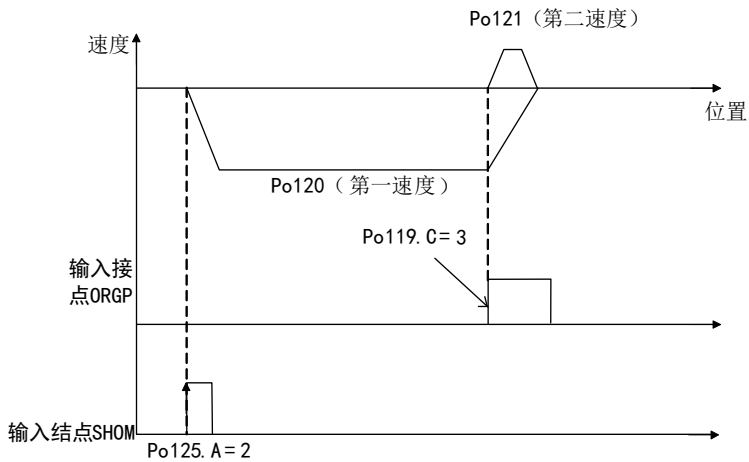 Po121（第二速度）
速度
位置
Po120（第一速度）
Po119.C=3
输入接
点ORGP
输入结点SHOM
Po125.A=2